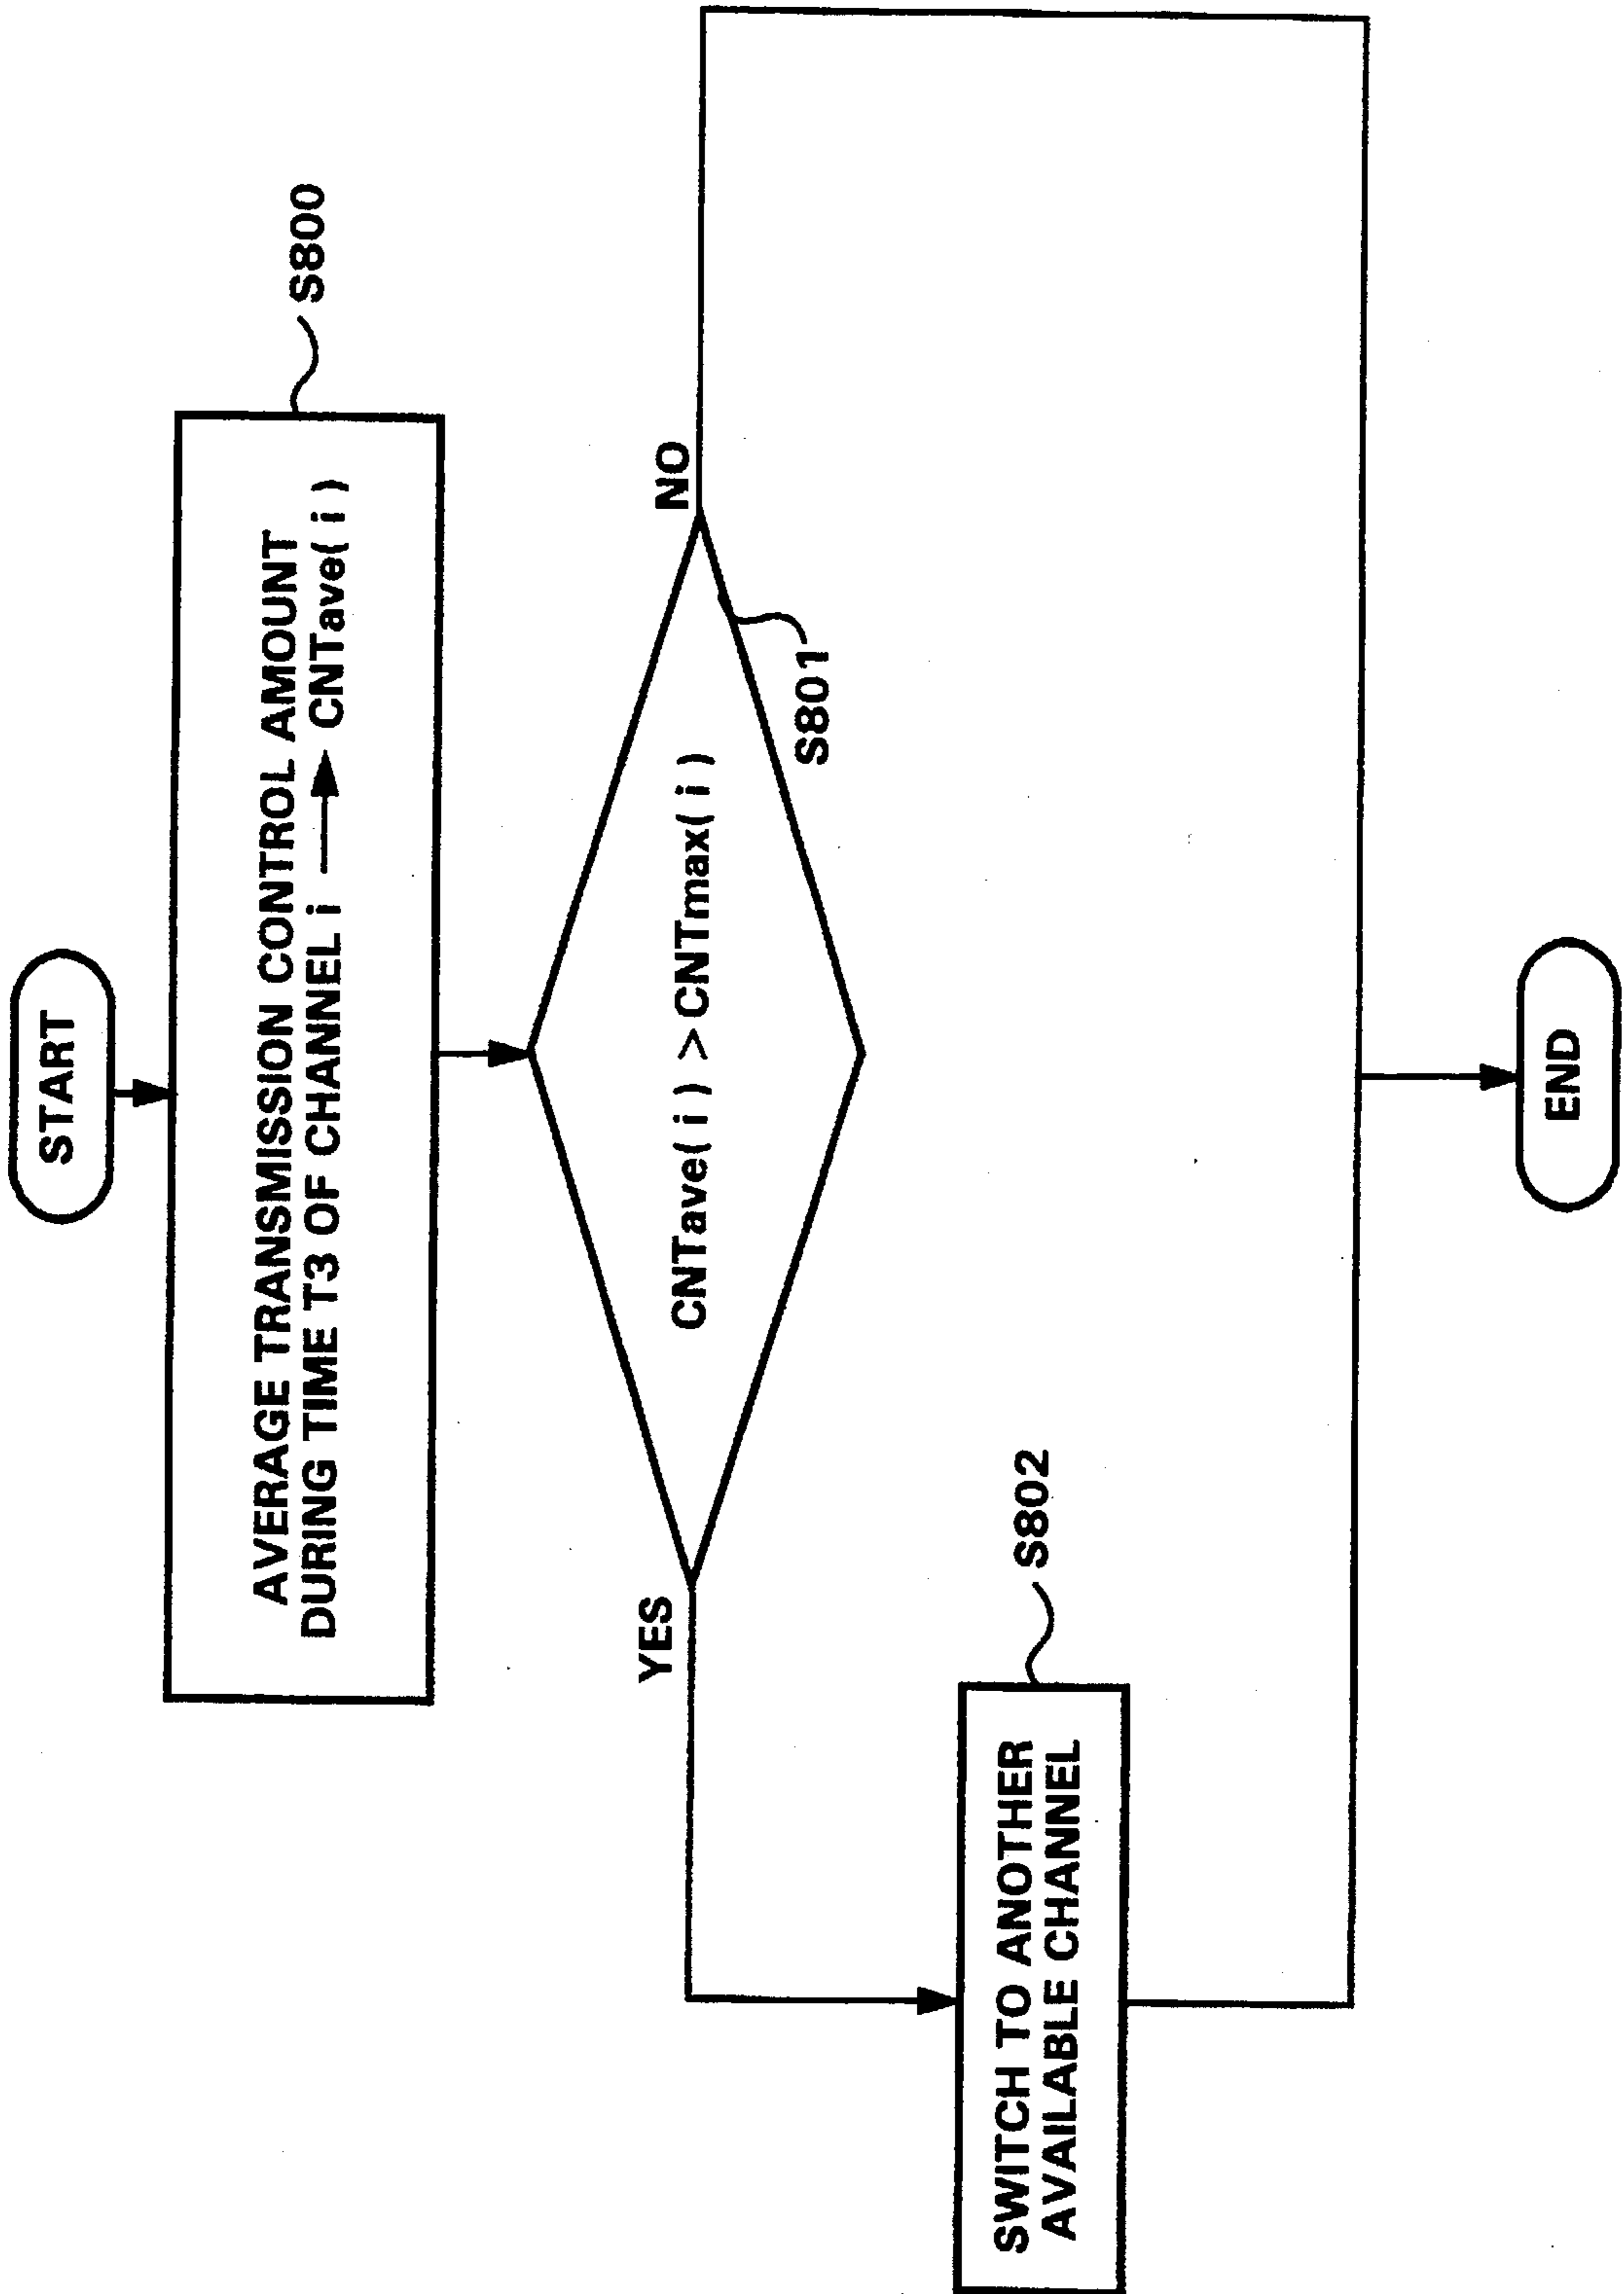 START
AVERAGE TRANSMISSION CONTROL AMOUNT
DURING TIME T3 OF CHANNEL i → CNTave( i )
S800
CNTave( i ) >CNTmax( i )
S801
YES
NO
SWITCH TO ANOTHER
AVAILABLE CHANNEL
S802
END